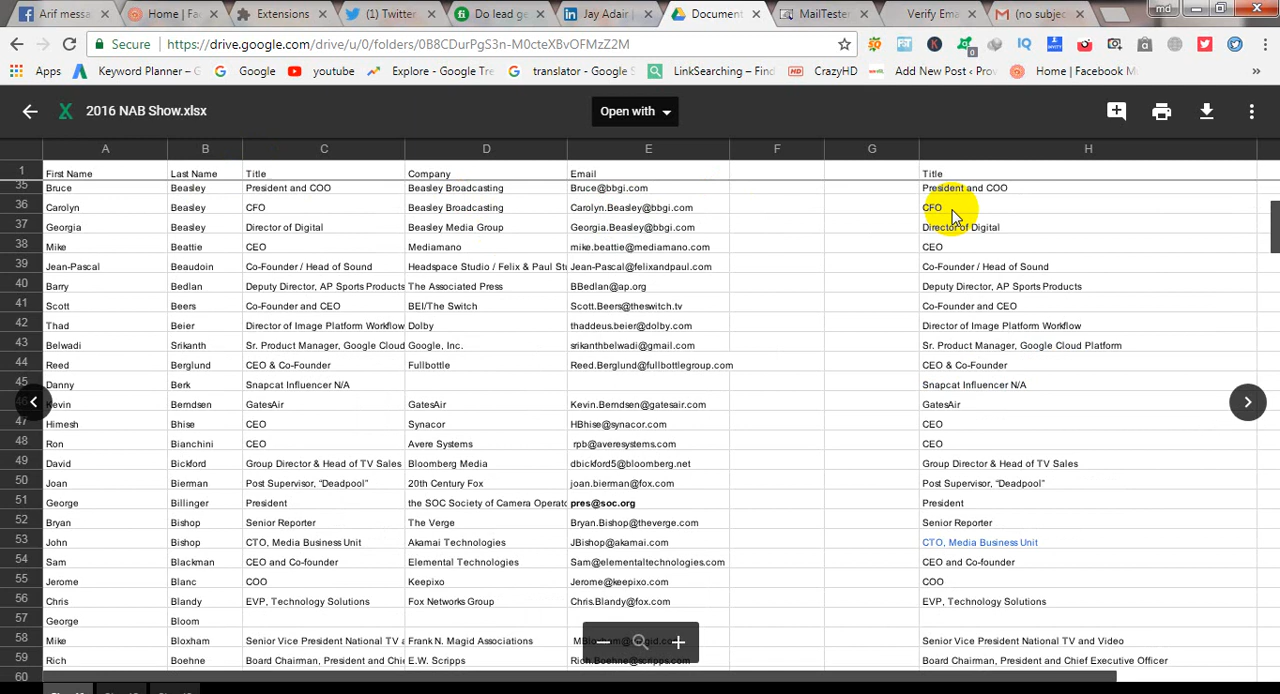 Arif messa
Home | Fa
Extensions
(1) Twitter
Do lead ge
Jay Adair |
Document
MailTester
Verify Ema
(no subjec
md
Secure https://drive.google.com/drive/u/0/folders/0B8CDurPgS3n-M0cteXBvOFMzZ2M
Apps Keyword Planner – G Google youtube Explore - Google Tre translator - Google S LinkSearching – Find CrazyHD Add New Post ‹ Prov Home | Facebook M »
2016 NAB Show.xlsx Open with
A B C D E F G H
1 First Name Last Name Title Company Email Title
35 Bruce Beasley President and COO Beasley Broadcasting Bruce@bbgi.com President and COO
36 Carolyn Beasley CFO Beasley Broadcasting Carolyn.Beasley@bbgi.com CFO
37 Georgia Beasley Director of Digital Beasley Media Group Georgia.Beasley@bbgi.com Director of Digital
38 Mike Beattie CEO Mediamano mike.beattie@mediamano.com CEO
39 Jean-Pascal Beaudoin Co-Founder / Head of Sound Headspace Studio / Felix & Paul St Jean-Pascal@felixandpaul.com Co-Founder / Head of Sound
40 Barry Bedlan Deputy Director, AP Sports Products The Associated Press BBedlan@ap.org Deputy Director, AP Sports Products
41 Scott Beers Co-Founder and CEO BEI/The Switch Scott.Beers@theswitch.tv Co-Founder and CEO
42 Thad Beier Director of Image Platform Workflow Dolby thaddeus.beier@dolby.com Director of Image Platform Workflow
43 Belwadi Srikanth Sr. Product Manager, Google Cloud Google, Inc. srikanthbelwadi@gmail.com Sr. Product Manager, Google Cloud Platform
44 Reed Berglund CEO & Co-Founder Fullbottle Reed.Berglund@fullbottlegroup.com CEO & Co-Founder
45 Danny Berk Snapcat Influencer N/A Snapcat Influencer N/A
46 Kevin Berndsen GatesAir GatesAir Kevin.Berndsen@gatesair.com GatesAir
47 Himesh Bhise CEO Synacor HBhise@synacor.com CEO
48 Ron Bianchini CEO Avere Systems rpb@averesystems.com CEO
49 David Bickford Group Director & Head of TV Sales Bloomberg Media dbickford5@bloomberg.net Group Director & Head of TV Sales
50 Joan Bierman Post Supervisor, “Deadpool” 20th Century Fox joan.bierman@fox.com Post Supervisor, “Deadpool”
51 George Billinger President the SOC Society of Camera Operato pres@soc.org President
52 Bryan Bishop Senior Reporter The Verge Bryan.Bishop@theverge.com Senior Reporter
53 John Bishop CTO, Media Business Unit Akamai Technologies JBishop@akamai.com CTO, Media Business Unit
54 Sam Blackman CEO and Co-founder Elemental Technologies Sam@elementaltechnologies.com CEO and Co-founder
55 Jerome Blanc COO Keepixo Jerome@keepixo.com COO
56 Chris Blandy EVP, Technology Solutions Fox Networks Group Chris.Blandy@fox.com EVP, Technology Solutions
57 George Bloom
58 Mike Bloxham Senior Vice President National TV a Frank N. Magid Associations Senior Vice President National TV and Video
59 Rich Boehne Board Chairman, President and Chie E.W. Scripps Rich.Boehne@scripps.com Board Chairman, President and Chief Executive Officer
60